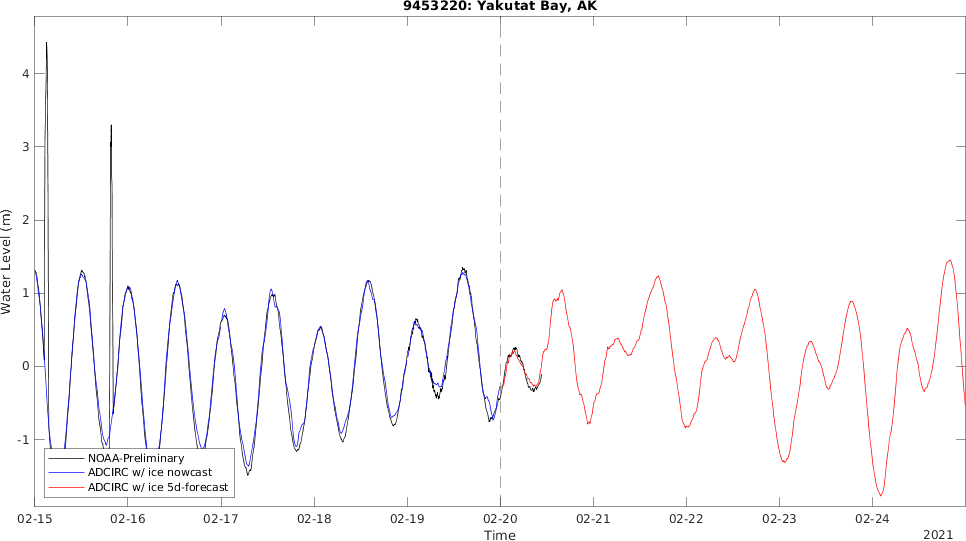 9453220: Yakutat Bay, AK
Water Level (m)
4
3
2
1
0
-1
NOAA-Preliminary
ADCIRC w/ ice nowcast
ADCIRC w/ ice 5d-forecast
02-15 02-16 02-17 02-18 02-19 02-20 02-21 02-22 02-23 02-24
Time
2021